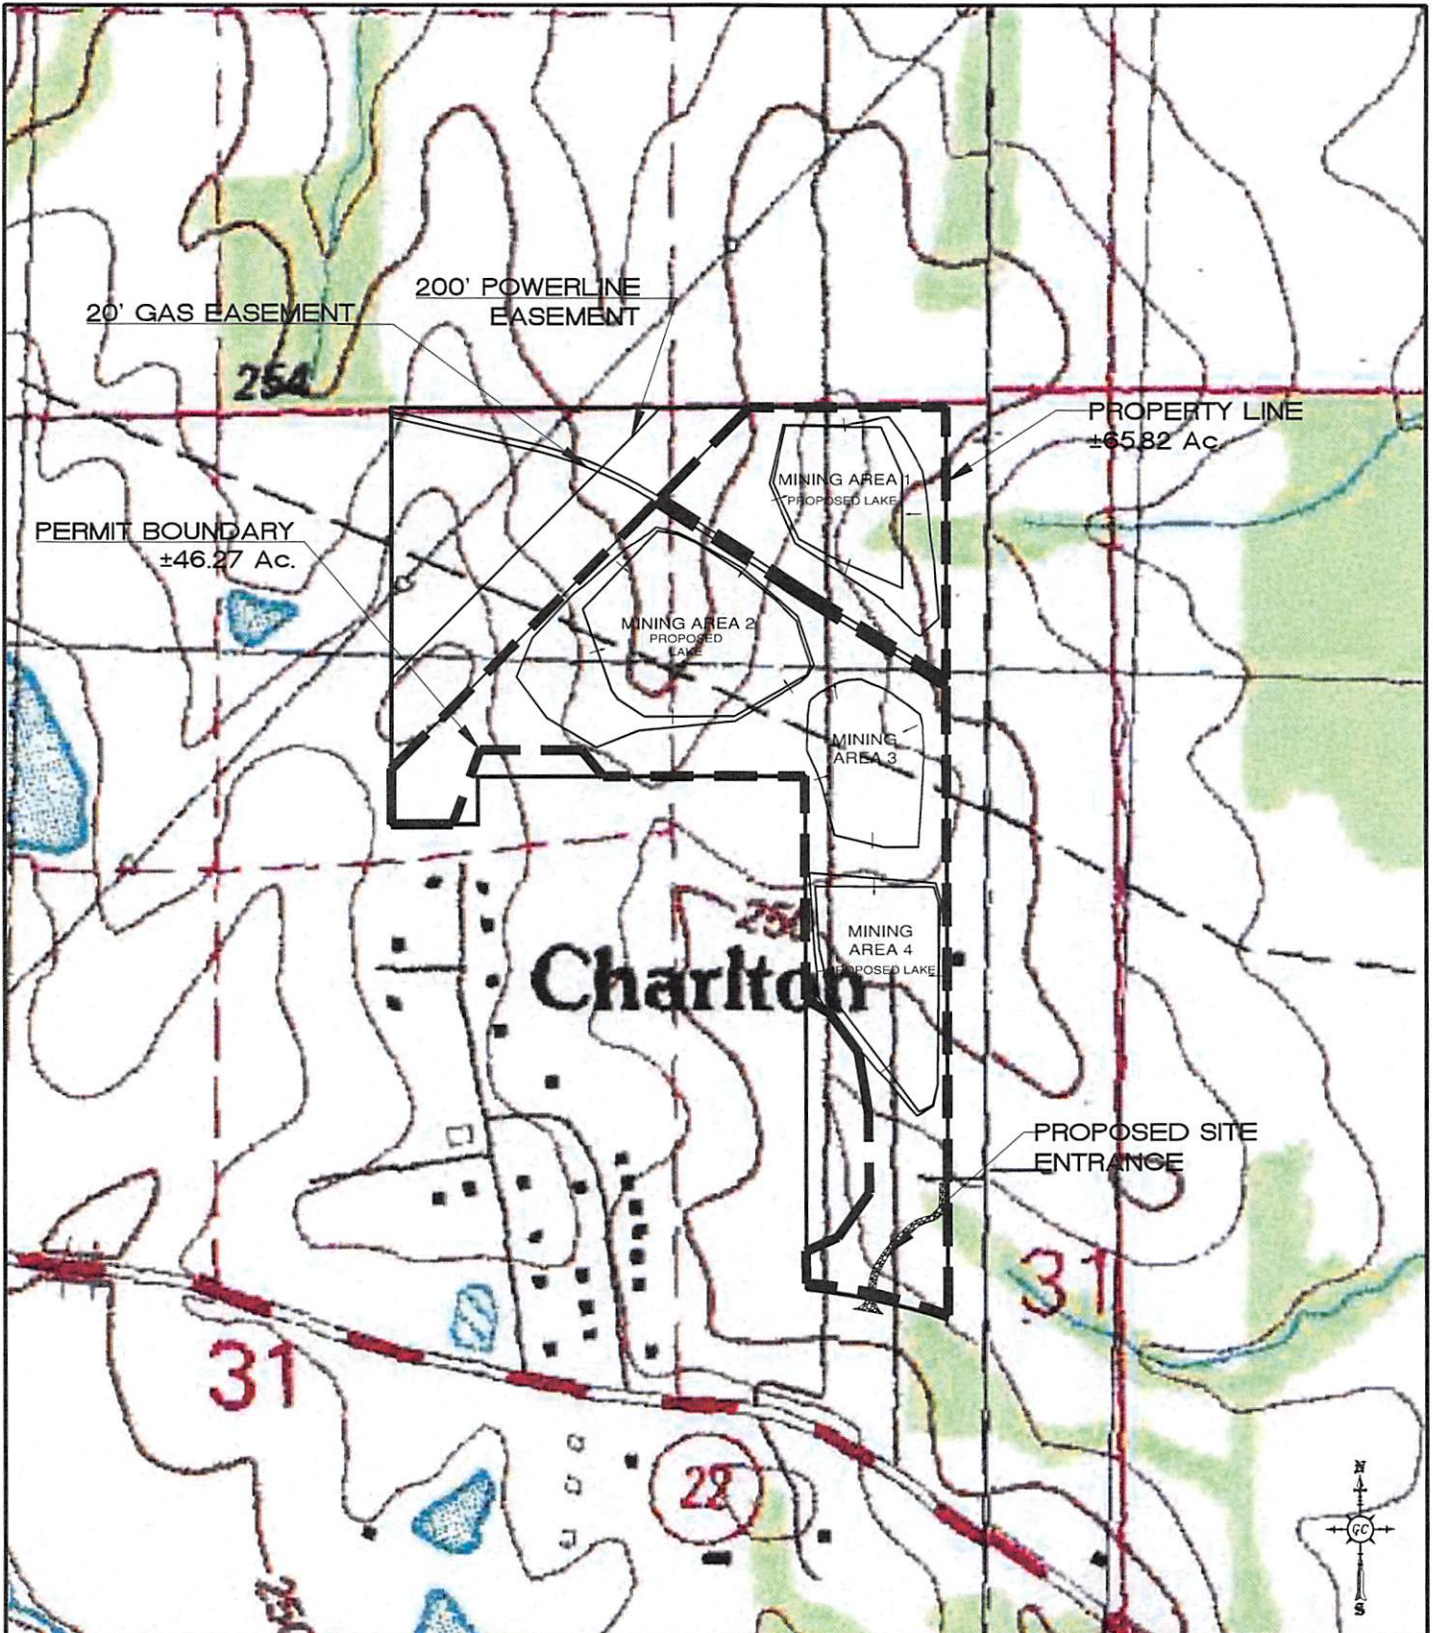 200' POWERLINE
EASEMENT
20' GAS EASEMENT
254
PROPERTY LINE
±65.82 Ac.
MINING AREA 1
PROPOSED LAKE
PERMIT BOUNDARY
±46.27 Ac.
MINING AREA 2
PROPOSED
LAKE
MINING
AREA 3
MINING
AREA 4
PROPOSED LAKE
Charlton
PROPOSED SITE
ENTRANCE
31
31
N
GC
S